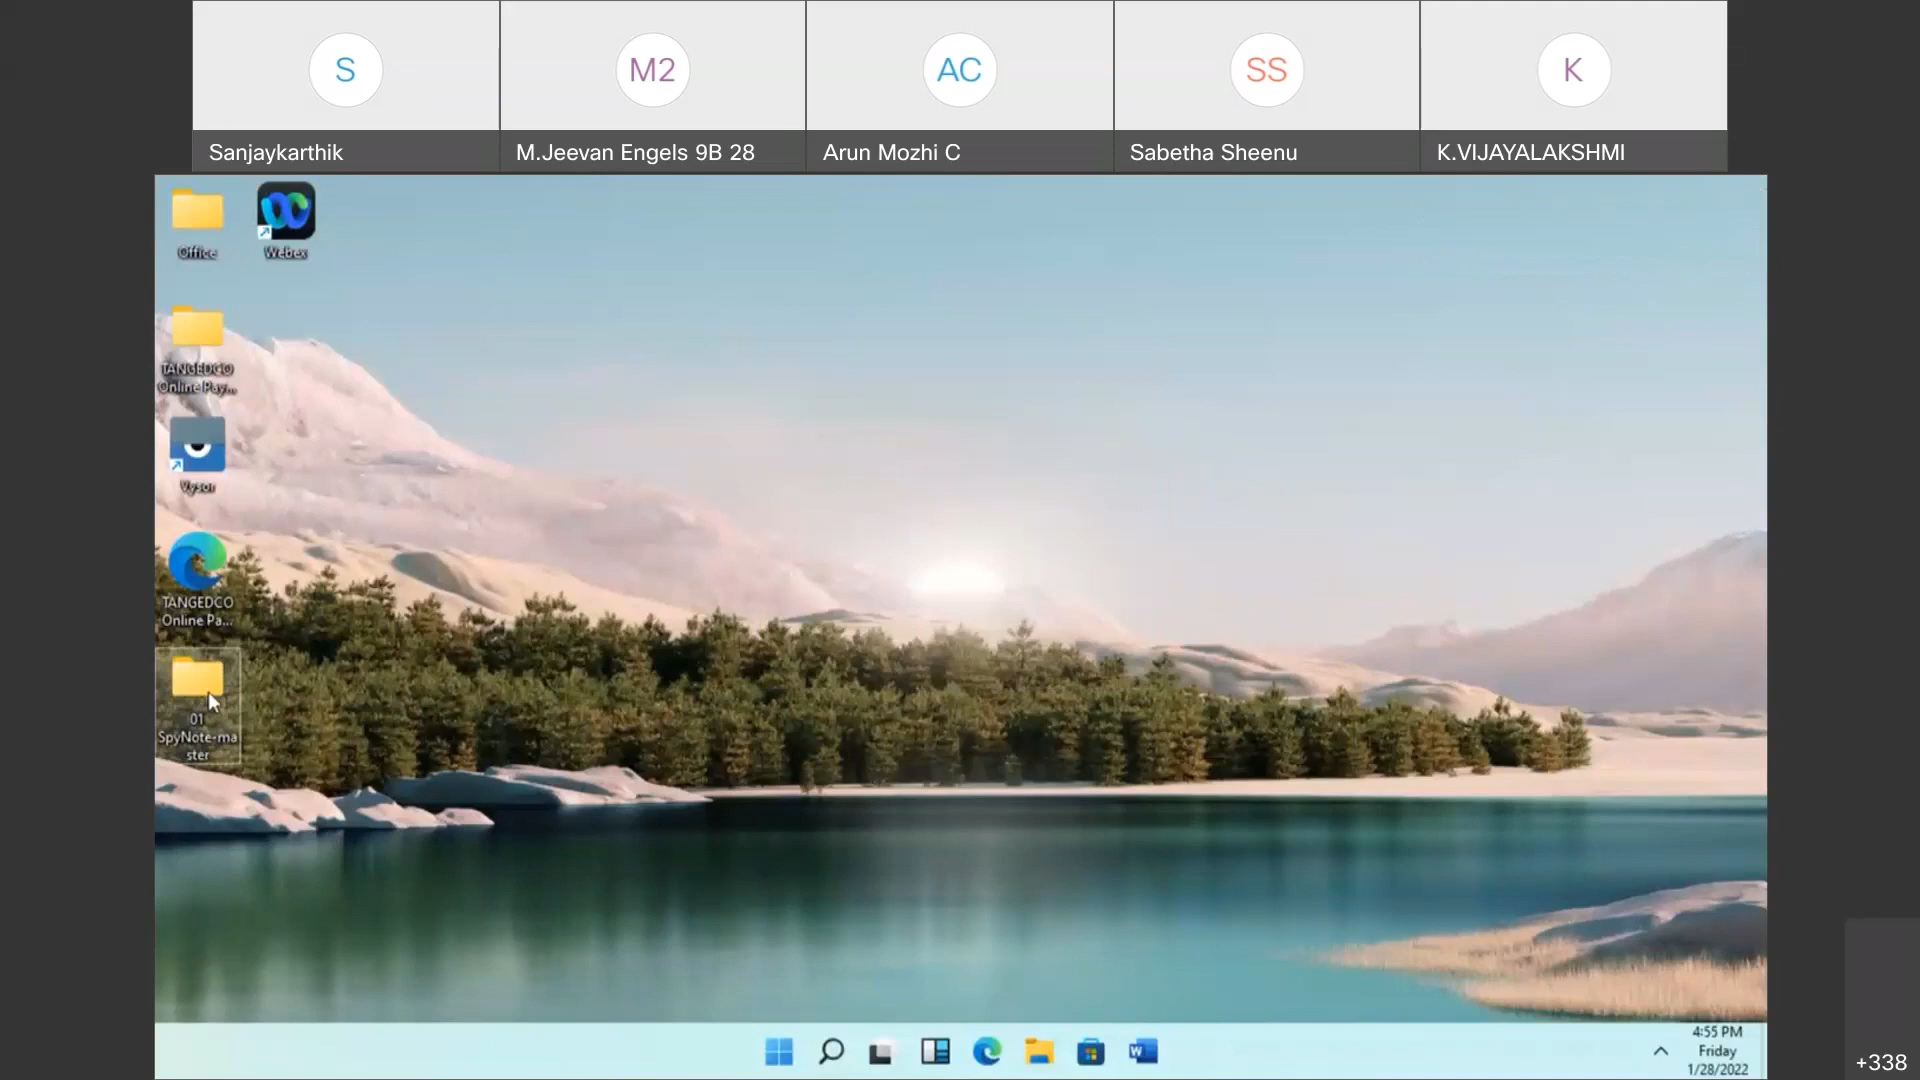 S
M2
AC
SS
K
Sanjaykarthik
M.Jeevan Engels 9B 28
Arun Mozhi C
Sabetha Sheenu
K.VIJAYALAKSHMI
Office
Webex
TANGEDCO
Online Pay...
Vysor
TANGEDCO
Online Pa...
01
SpyNote-ma
ster
W
4:55 PM
Friday
1/28/2022
+338